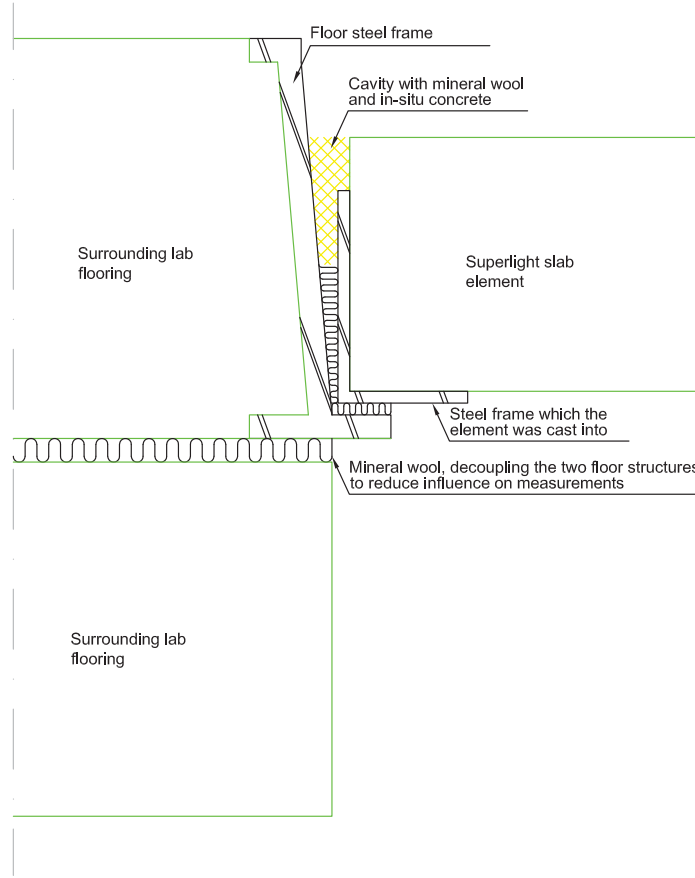 Floor steel frame
Cavity with mineral wool
and in-situ concrete
Surrounding lab
flooring
Superlight slab
element
Steel frame which the
element was cast into
Mineral wool, decoupling the two floor structures
to reduce influence on measurements
Surrounding lab
flooring